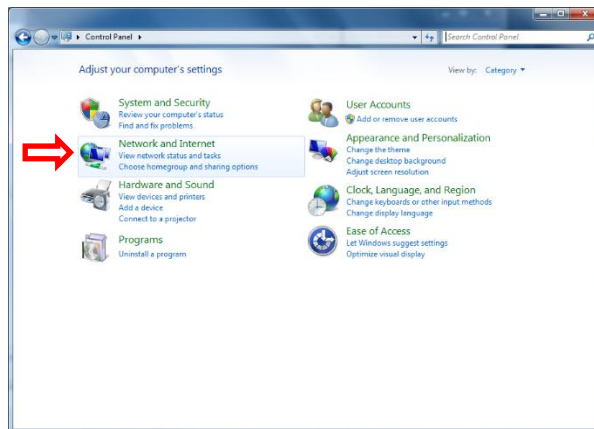 Control Panel
Search Control Panel
Adjust your computer's settings
View by: Category
System and Security
Review your computer's status
Find and fix problems
Network and Internet
View network status and tasks
Choose homegroup and sharing options
Hardware and Sound
View devices and printers
Add a device
Connect to a projector
Programs
Uninstall a program
User Accounts
Add or remove user accounts
Appearance and Personalization
Change the theme
Change desktop background
Adjust screen resolution
Clock, Language, and Region
Change keyboards or other input methods
Change display language
Ease of Access
Let Windows suggest settings
Optimize visual display